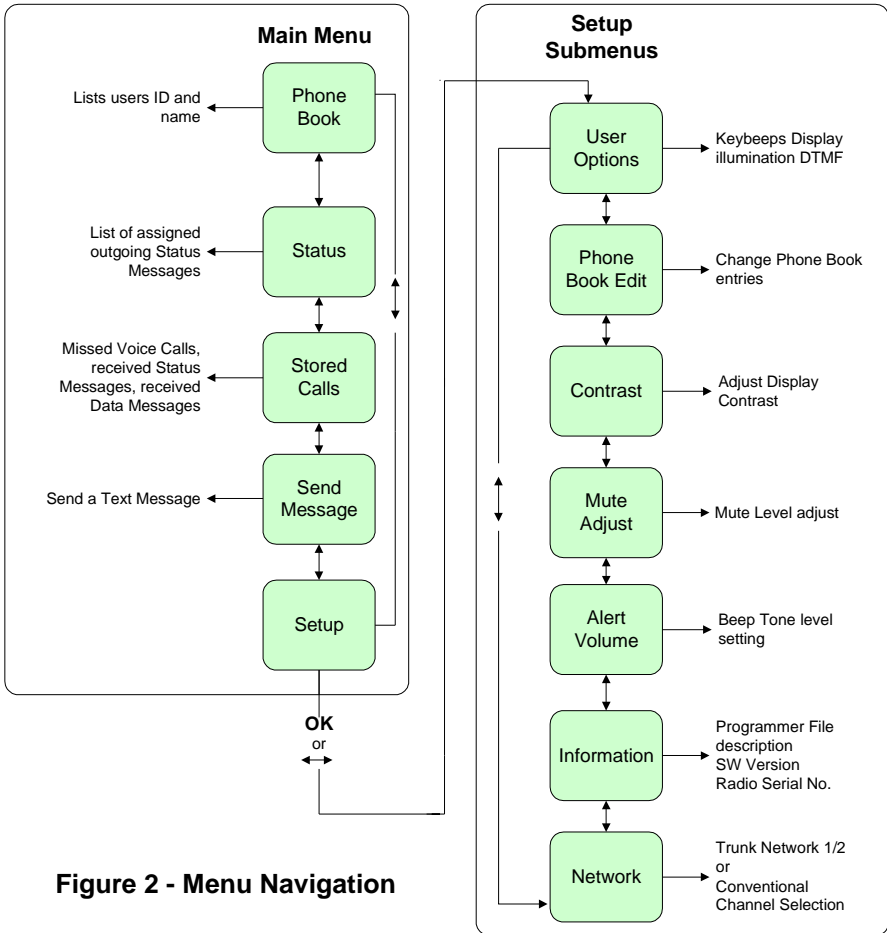 Main Menu
Lists users ID and
name
Phone
Book
List of assigned
outgoing Status
Messages
Status
Missed Voice Calls,
received Status
Messages, received
Data Messages
Stored
Calls
Send a Text Message
Send
Message
Setup
OK
or
Setup
Submenus
User
Options
Keybeeps Display
illumination DTMF
Phone
Book Edit
Change Phone Book
entries
Contrast
Adjust Display
Contrast
Mute
Adjust
Mute Level adjust
Alert
Volume
Beep Tone level
setting
Information
Programmer File
description
SW Version
Radio Serial No.
Network
Trunk Network 1/2
or
Conventional
Channel Selection
Figure 2 - Menu Navigation